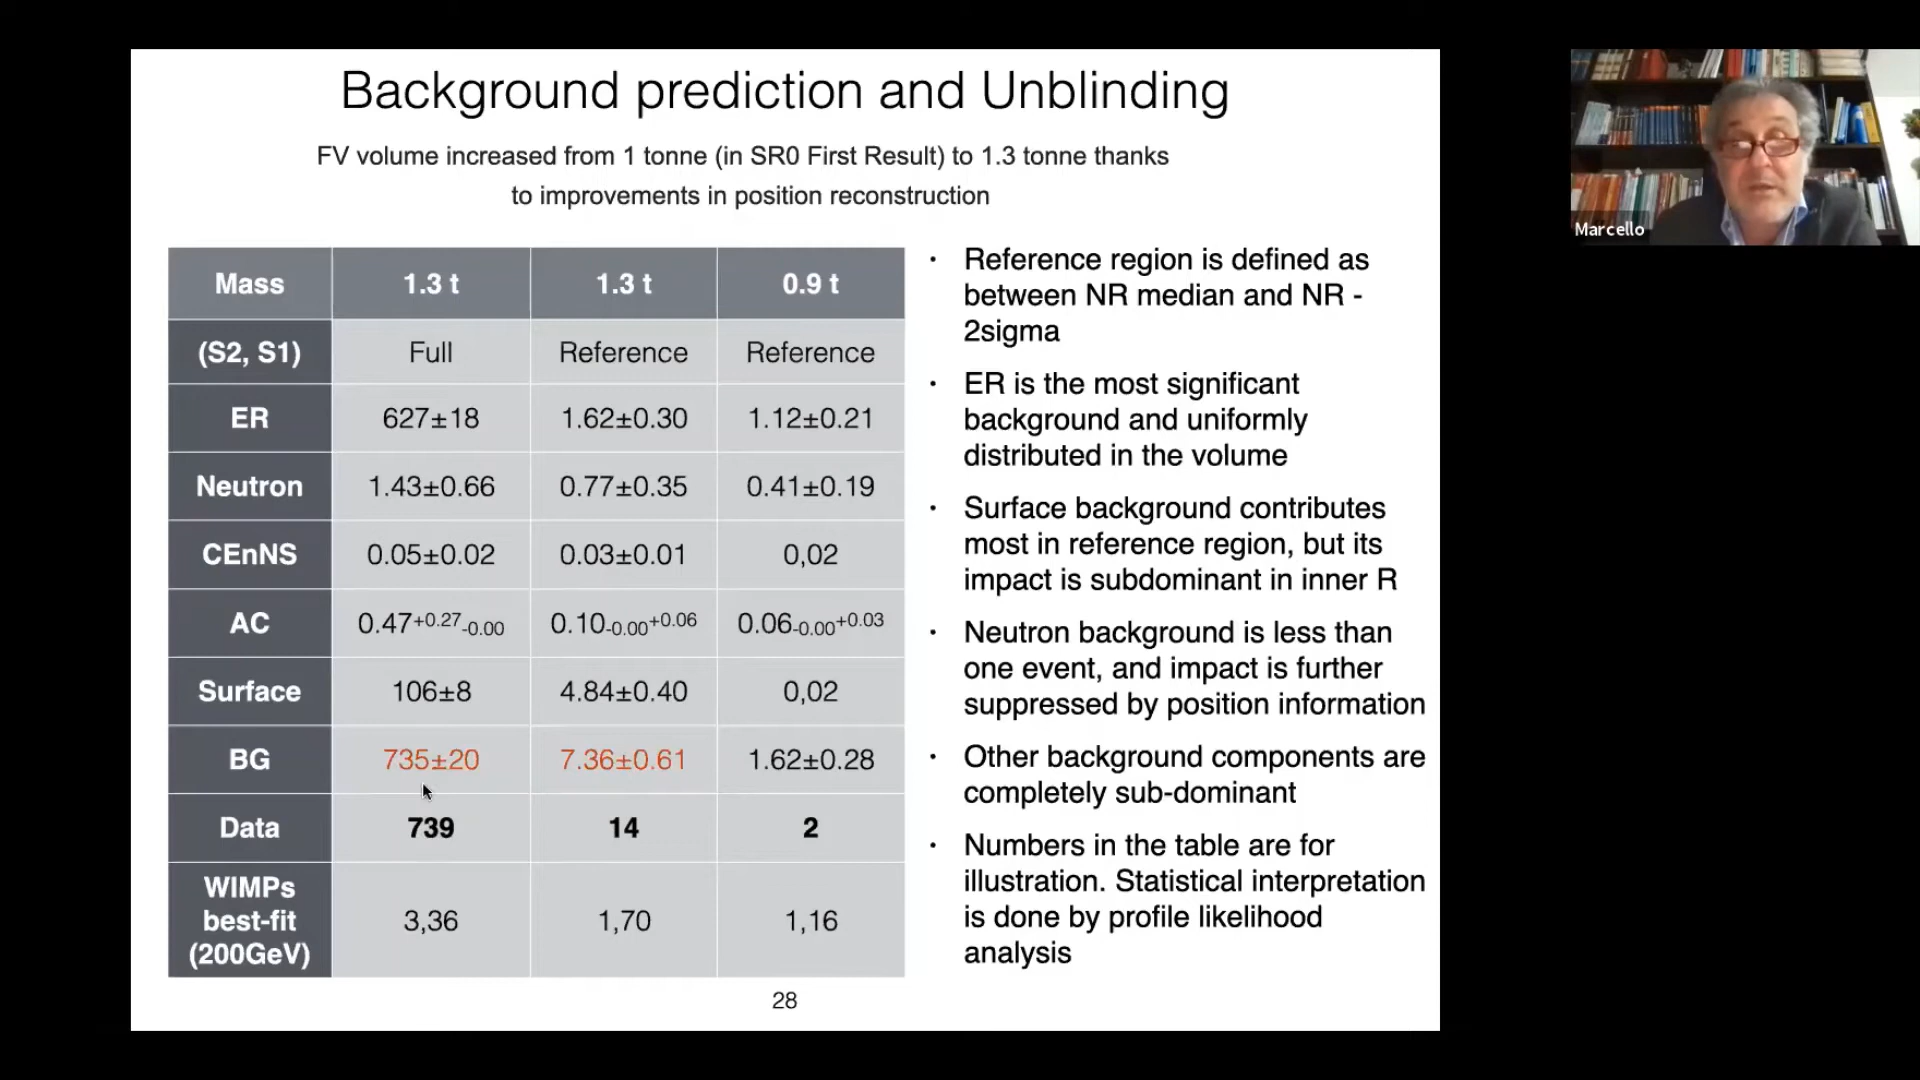 Background prediction and Unblinding
FV volume increased from 1 tonne (in SR0 First Result) to 1.3 tonne thanks
to improvements in position reconstruction
Mass 1.3 t 1.3 t 0.9 t
(S2, S1) Full Reference Reference
ER 627±18 1.62±0.30 1.12±0.21
Neutron 1.43±0.66 0.77±0.35 0.41±0.19
CEnNS 0.05±0.02 0.03±0.01 0,02
AC 0.47+0.27-0.00 0.10-0.00+0.06 0.06-0.00+0.03
Surface 106±8 4.84±0.40 0,02
BG 735±20 7.36±0.61 1.62±0.28
Data 739 14 2
WIMPs
best-fit 3,36 1,70 1,16
(200GeV)
· Reference region is defined as
between NR median and NR -
2sigma
· ER is the most significant
background and uniformly
distributed in the volume
· Surface background contributes
most in reference region, but its
impact is subdominant in inner R
· Neutron background is less than
one event, and impact is further
suppressed by position information
· Other background components are
completely sub-dominant
· Numbers in the table are for
illustration. Statistical interpretation
is done by profile likelihood
analysis
28
Marcello